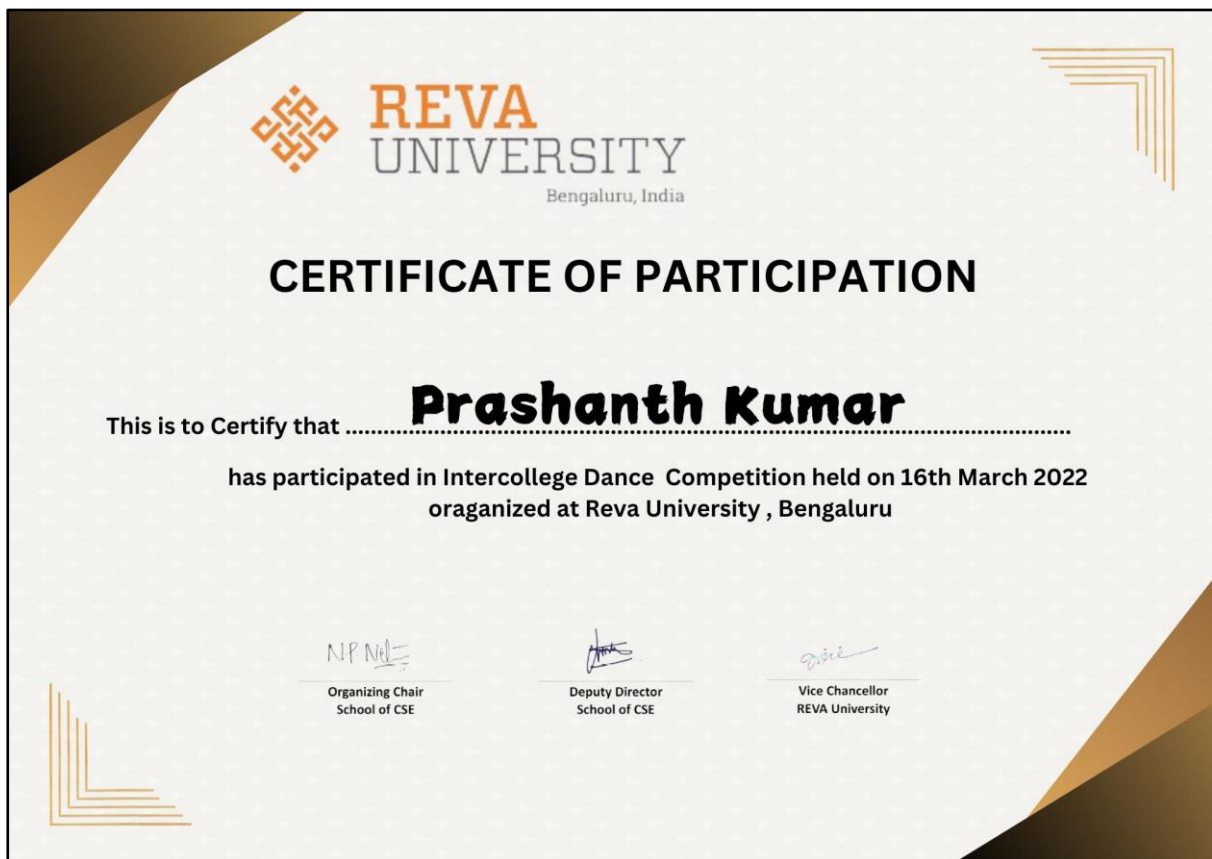 REVA
UNIVERSITY
Bengaluru, India
CERTIFICATE OF PARTICIPATION
This is to Certify that ............Prashanth Kumar............
has participated in Intercollege Dance Competition held on 16th March 2022
oraganized at Reva University , Bengaluru
N.P Nel
Organizing Chair
School of CSE
Deputy Director
School of CSE
Vice Chancellor
REVA University